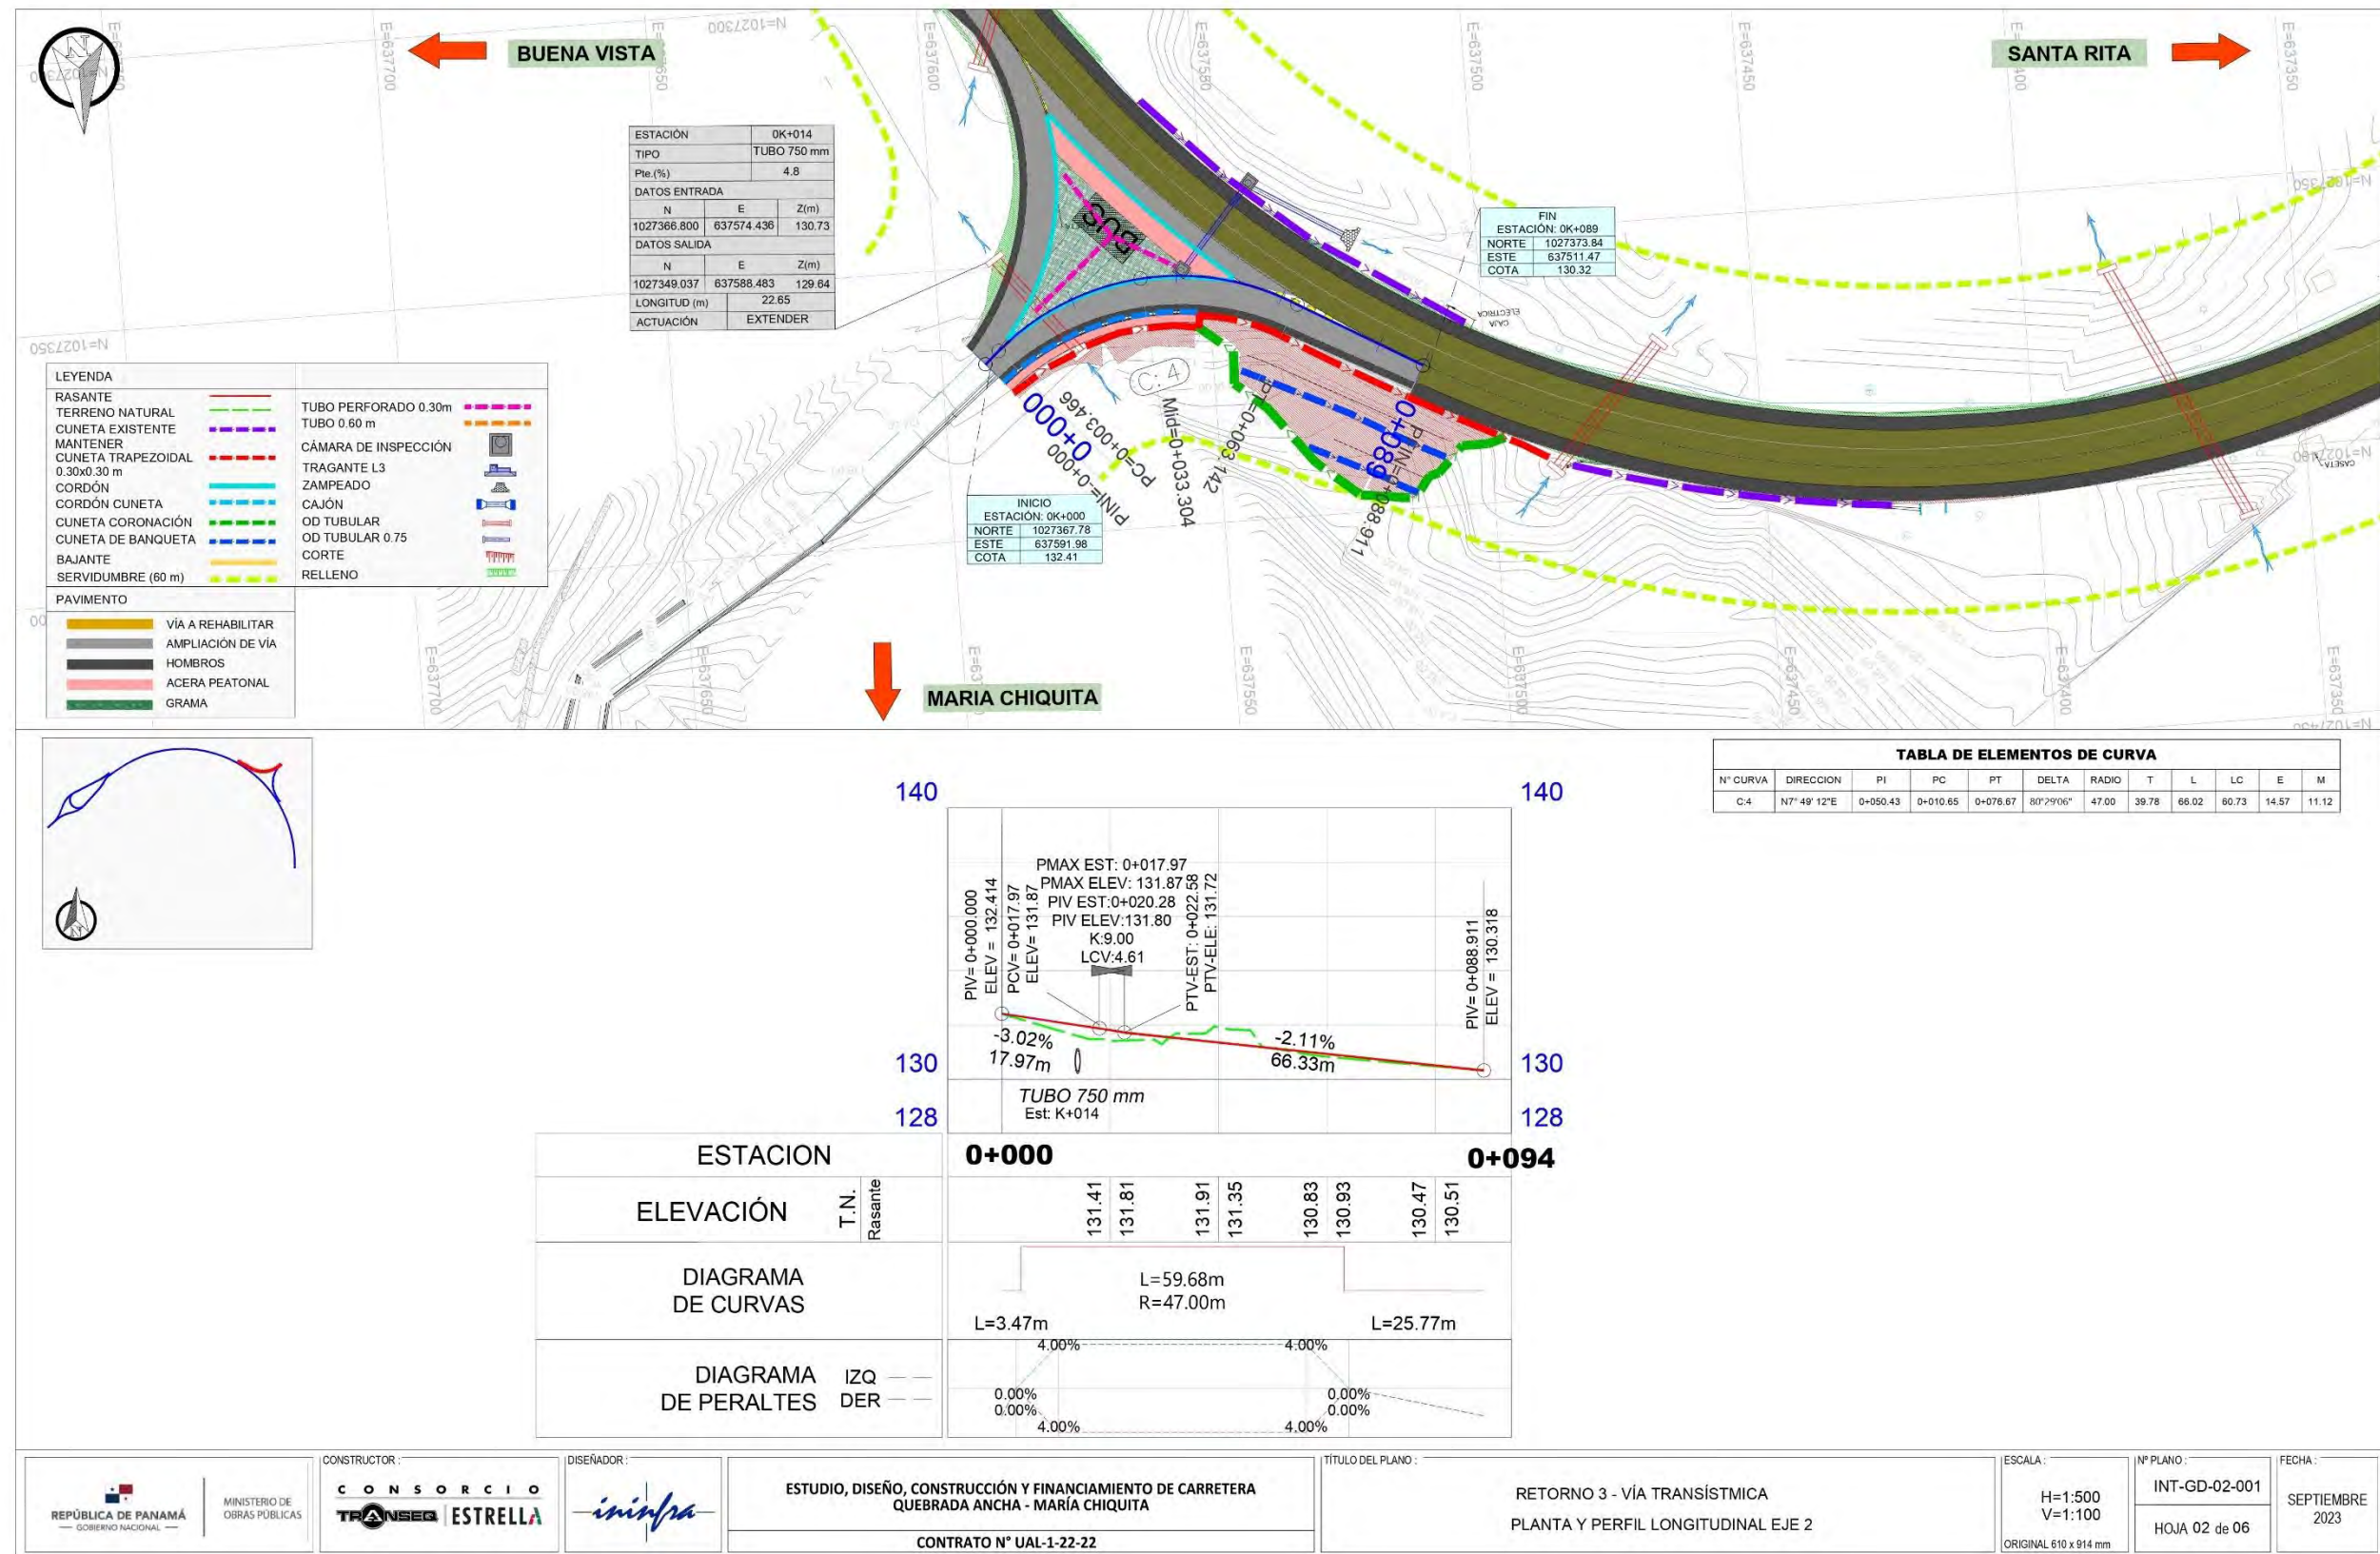 BUENA VISTA
SANTA RITA
N
E=637700
E=637600
E=637500
E=637450
E=637350
N=1027300
N=1027350
ESTACIÓN 0K+014
TIPO TUBO 750 mm
Pte.(%) 4.8
DATOS ENTRADA
N E Z(m)
1027366.800 637574.436 130.73
DATOS SALIDA
N E Z(m)
1027349.037 637588.483 129.64
LONGITUD (m) 22.65
ACTUACIÓN EXTENDER
BUS
FIN
ESTACIÓN: 0K+089
NORTE 1027373.84
ESTE 637511.47
COTA 130.32
CAJA
ELÉCTRICA
N=1027350
CASETA
C: 4
0+000
PINI=0+000
PC=0+003.466
Mid=0+033.304
PT=0+063.142
0+089
PFIN=0+088.911
INICIO
ESTACIÓN: 0K+000
NORTE 1027367.78
ESTE 637591.98
COTA 132.41
LEYENDA
RASANTE
TERRENO NATURAL
CUNETA EXISTENTE
MANTENER
CUNETA TRAPEZOIDAL
0.30x0.30 m
CORDÓN
CORDÓN CUNETA
CUNETA CORONACIÓN
CUNETA DE BANQUETA
BAJANTE
SERVIDUMBRE (60 m)
TUBO PERFORADO 0.30m
TUBO 0.60 m
CÁMARA DE INSPECCIÓN
TRAGANTE L3
ZAMPEADO
CAJÓN
OD TUBULAR
OD TUBULAR 0.75
CORTE
RELLENO
PAVIMENTO
VÍA A REHABILITAR
AMPLIACIÓN DE VÍA
HOMBROS
ACERA PEATONAL
GRAMA
E=637700
E=637650
E=637550
E=637500
E=637450
E=637400
E=637350
MARIA CHIQUITA
N
TABLA DE ELEMENTOS DE CURVA
N° CURVA DIRECCION PI PC PT DELTA RADIO T L LC E M
C:4 N7° 49' 12"E 0+050.43 0+010.65 0+076.67 80°29'06" 47.00 39.78 66.02 60.73 14.57 11.12
140
140
PIV= 0+000.000
ELEV = 132.414
PCV= 0+017.97
ELEV= 131.87
PMAX EST: 0+017.97
PMAX ELEV: 131.87
PIV EST:0+020.28
PIV ELEV:131.80
K:9.00
LCV:4.61
PTV-EST: 0+022.58
PTV-ELE: 131.72
PIV= 0+088.911
ELEV = 130.318
-3.02%
17.97m
-2.11%
66.33m
130
130
TUBO 750 mm
Est: K+014
128
128
ESTACION 0+000 0+094
ELEVACIÓN T.N. Rasante 131.41 131.81 131.91 131.35 130.83 130.93 130.47 130.51
DIAGRAMA
DE CURVAS
L=3.47m
L=59.68m
R=47.00m
L=25.77m
DIAGRAMA
DE PERALTES
IZQ
DER
4.00% 4.00%
0.00% 0.00%
0.00% 0.00%
4.00% 4.00%
REPÚBLICA DE PANAMÁ
— GOBIERNO NACIONAL —
MINISTERIO DE
OBRAS PÚBLICAS
CONSTRUCTOR :
CONSORCIO
TRANSEQ ESTRELLA
DISEÑADOR :
ininfra
ESTUDIO, DISEÑO, CONSTRUCCIÓN Y FINANCIAMIENTO DE CARRETERA
QUEBRADA ANCHA - MARÍA CHIQUITA
CONTRATO N° UAL-1-22-22
TÍTULO DEL PLANO :
RETORNO 3 - VÍA TRANSÍSTMICA
PLANTA Y PERFIL LONGITUDINAL EJE 2
ESCALA :
H=1:500
V=1:100
ORIGINAL 610 x 914 mm
N° PLANO :
INT-GD-02-001
HOJA 02 de 06
FECHA :
SEPTIEMBRE
2023